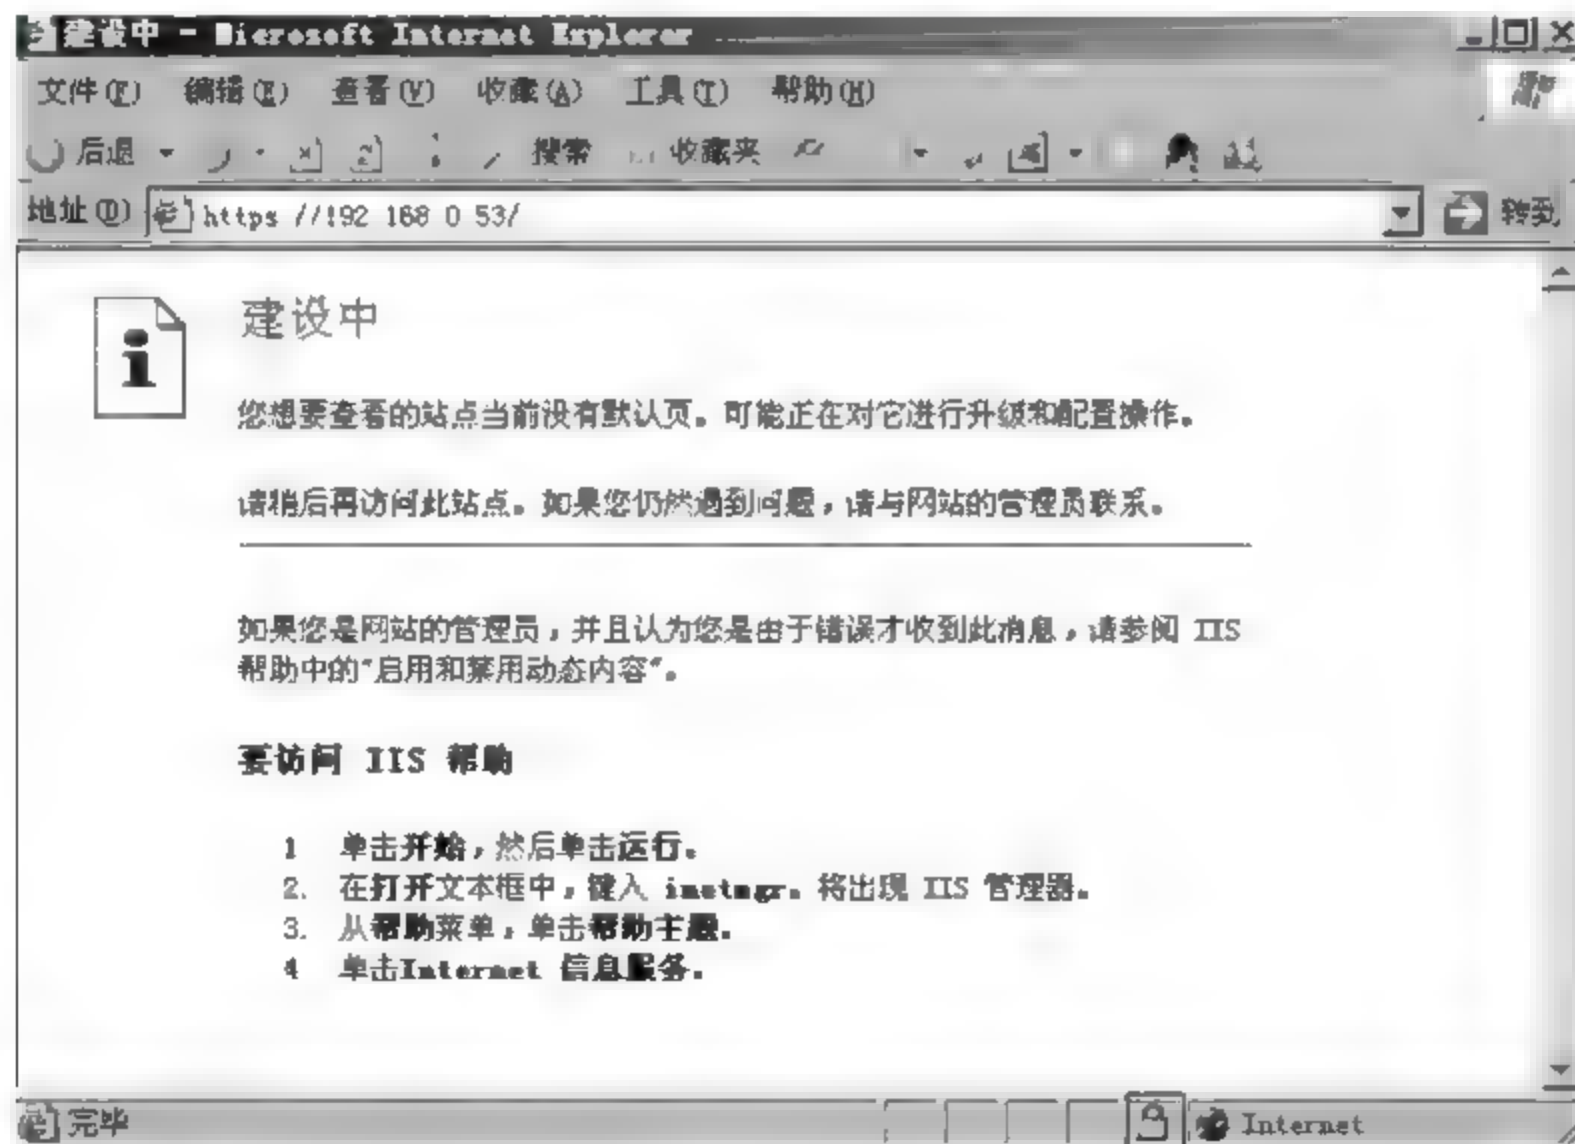 建设中 - Microsoft Internet Explorer
文件(F) 编辑(E) 查看(V) 收藏(A) 工具(T) 帮助(H)
后退 搜索 收藏夹
地址(D) https //192 168 0 53/ 转到
建设中
您想要查看的站点当前没有默认页。可能正在对它进行升级和配置操作。
请稍后再访问此站点。如果您仍然遇到问题，请与网站的管理员联系。
如果您是网站的管理员，并且认为您是由于错误才收到此消息，请参阅 IIS
帮助中的"启用和禁用动态内容"。
要访问 IIS 帮助
1 单击开始，然后单击运行。
2. 在打开文本框中，键入 inetmgr。将出现 IIS 管理器。
3. 从帮助菜单，单击帮助主题。
4 单击Internet 信息服务。
完毕 Internet